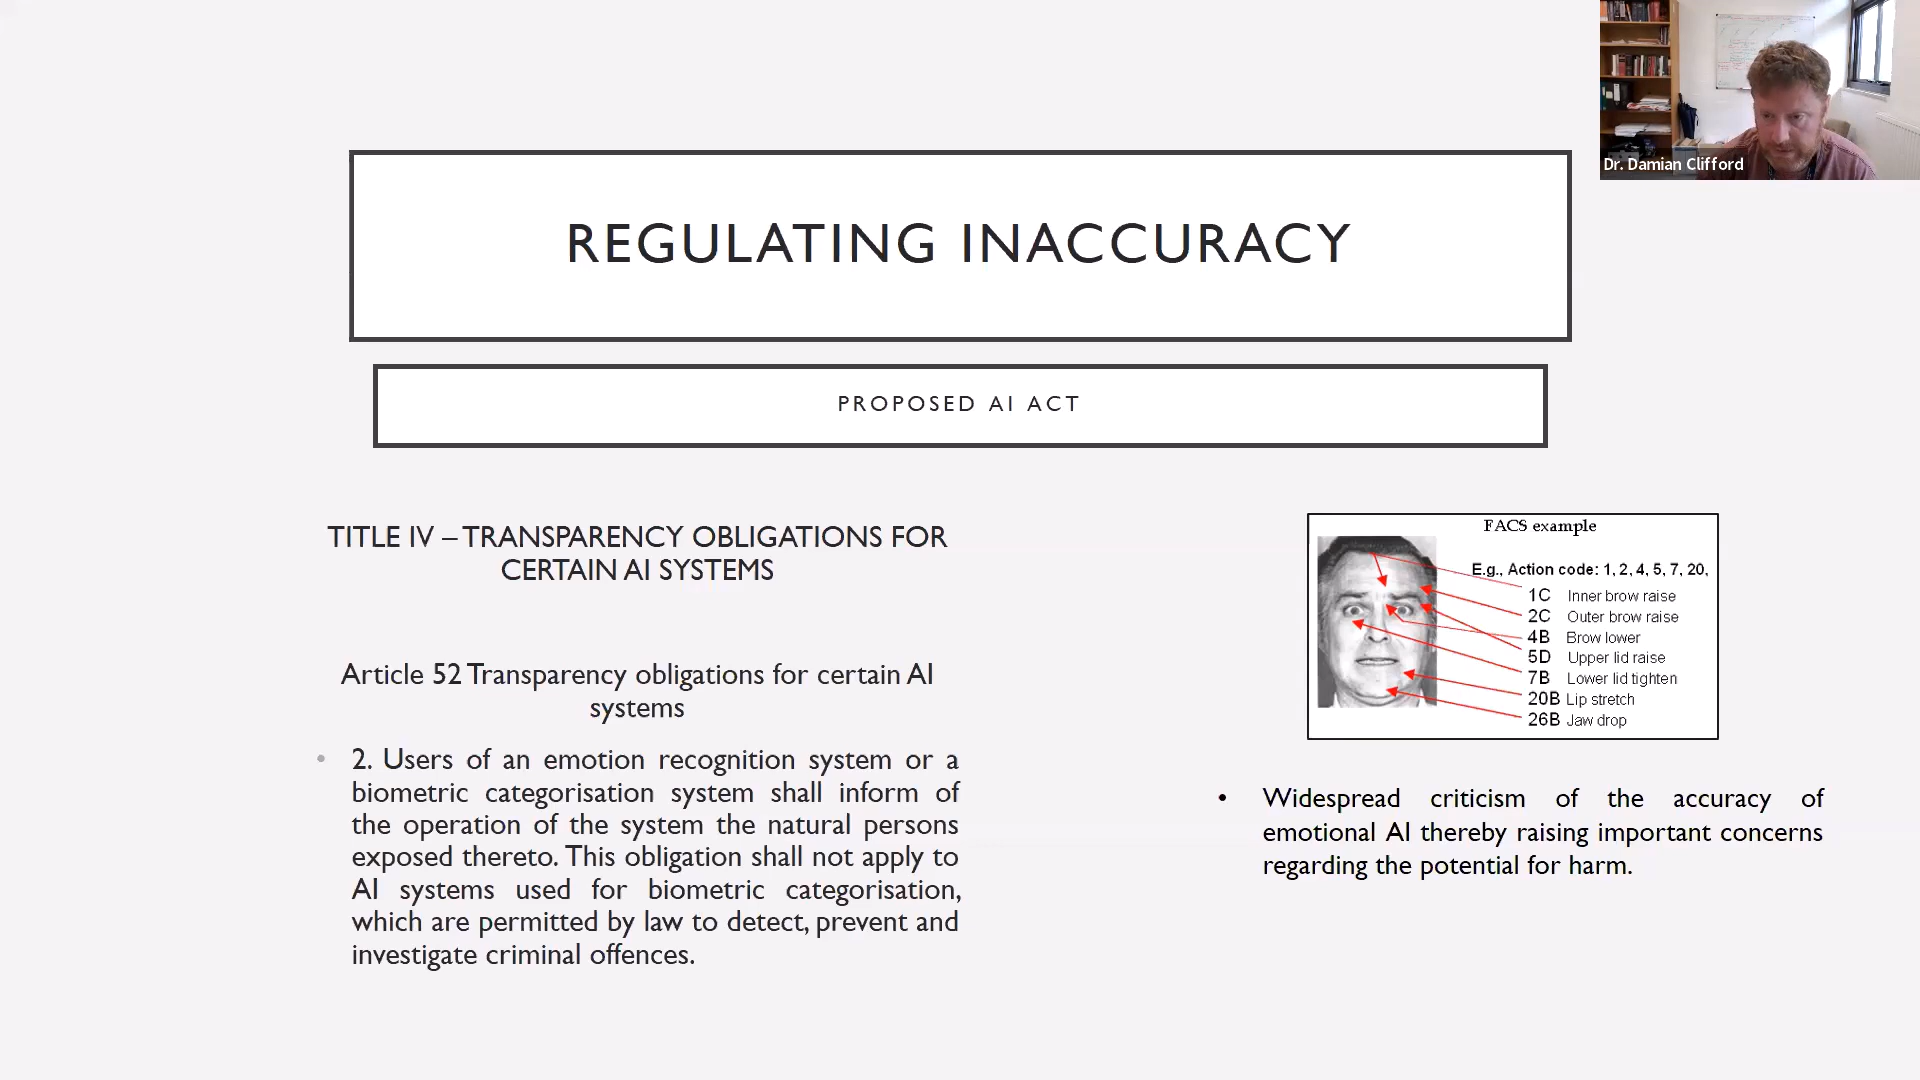 Dr. Damian Clifford
REGULATING INACCURACY
PROPOSED AI ACT
TITLE IV – TRANSPARENCY OBLIGATIONS FOR
CERTAIN AI SYSTEMS
Article 52 Transparency obligations for certain AI
systems
• 2. Users of an emotion recognition system or a
biometric categorisation system shall inform of
the operation of the system the natural persons
exposed thereto. This obligation shall not apply to
AI systems used for biometric categorisation,
which are permitted by law to detect, prevent and
investigate criminal offences.
FACS example
E.g., Action code: 1, 2, 4, 5, 7, 20,
1C Inner brow raise
2C Outer brow raise
4B Brow lower
5D Upper lid raise
7B Lower lid tighten
20B Lip stretch
26B Jaw drop
• Widespread criticism of the accuracy of
emotional AI thereby raising important concerns
regarding the potential for harm.